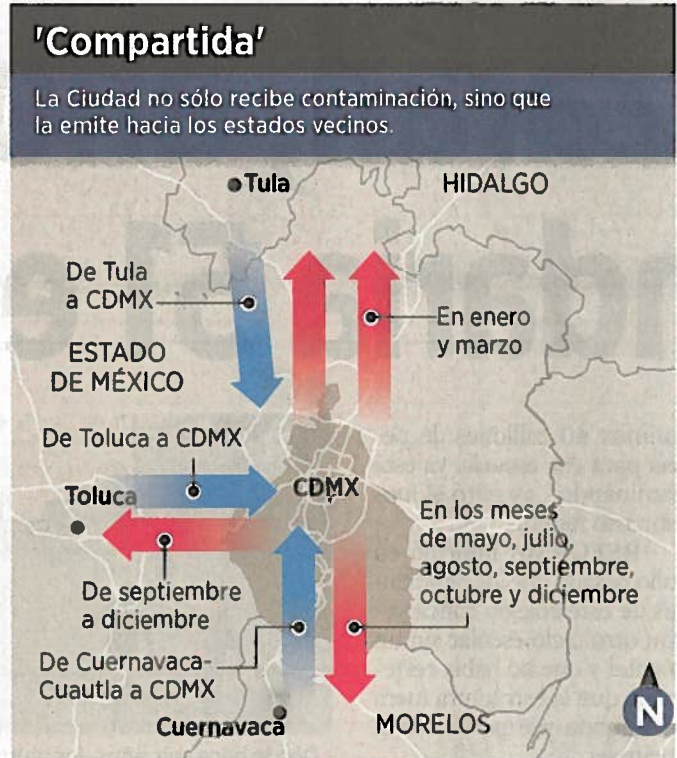 'Compartida'
La Ciudad no sólo recibe contaminación, sino que
la emite hacia los estados vecinos.
Tula
HIDALGO
De Tula
a CDMX
En enero
y marzo
ESTADO
DE MÉXICO
De Toluca a CDMX
Toluca
CDMX
En los meses
de mayo, julio,
agosto, septiembre,
octubre y diciembre
De septiembre
a diciembre
De Cuernavaca-
Cuautla a CDMX
Cuernavaca
MORELOS
N